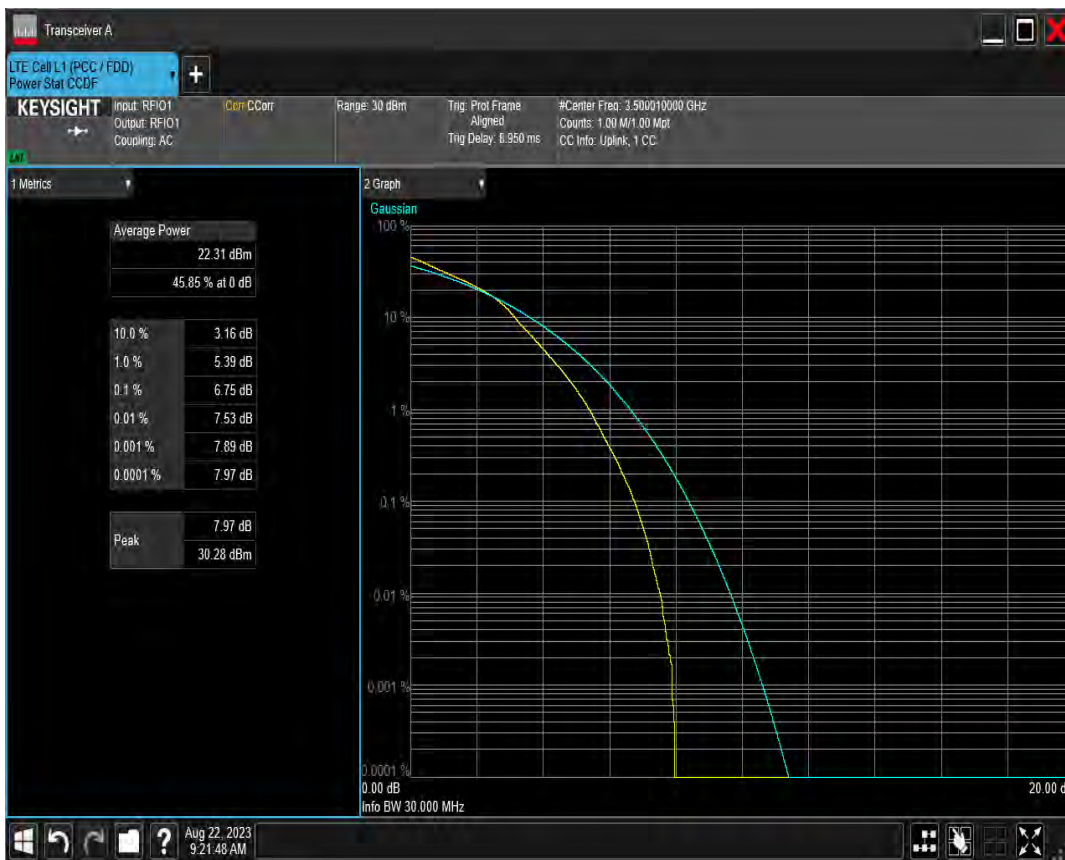 Transceiver A
LTE Cell L1 (PCC / FDD)
Power Stat CCDF
KEYSIGHT
Input: RFIO1
Output: RFIO1
Coupling: AC
Corr CCorr
Range: 30 dBm
Trig: Prot Frame
Aligned
Trig Delay: 8.950 ms
#Center Freq: 3.500010000 GHz
Counts: 1.00 M/1.00 Mpt
CC Info: Uplink, 1 CC
1 Metrics
Average Power
22.31 dBm
45.85 % at 0 dB
10.0 % 3.16 dB
1.0 % 5.39 dB
0.1 % 6.75 dB
0.01 % 7.53 dB
0.001 % 7.89 dB
0.0001 % 7.97 dB
Peak
7.97 dB
30.28 dBm
2 Graph
Gaussian
100 %
10 %
1 %
0.1 %
0.01 %
0.001 %
0.0001 %
0.00 dB
20.00 d
Info BW 30.000 MHz
?
Aug 22, 2023
9:21:48 AM